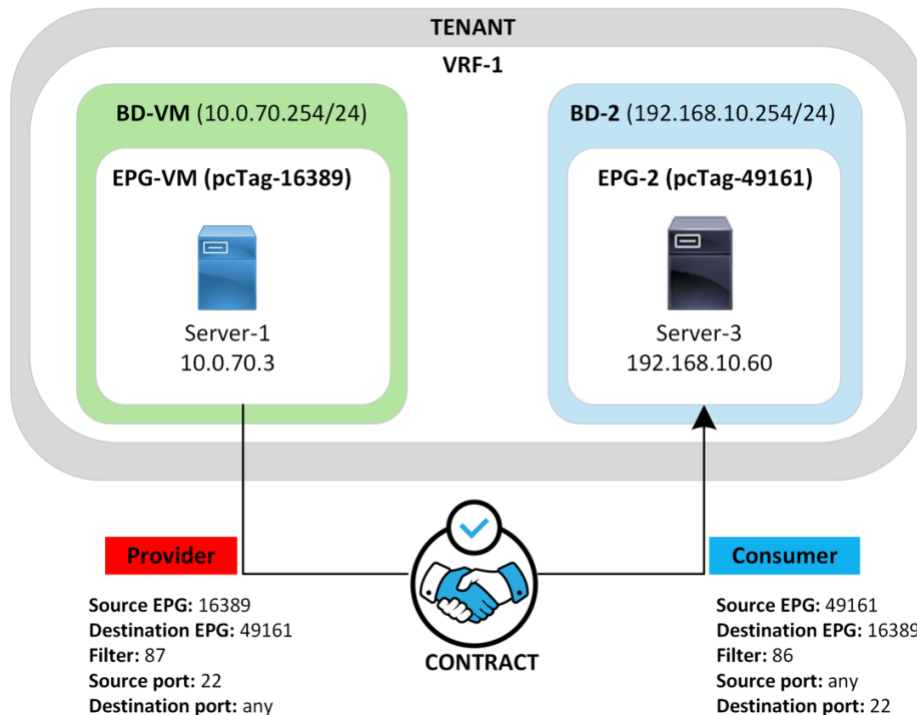 TENANT
VRF-1
BD-VM (10.0.70.254/24)
EPG-VM (pcTag-16389)
Server-1
10.0.70.3
BD-2 (192.168.10.254/24)
EPG-2 (pcTag-49161)
Server-3
192.168.10.60
Provider
Source EPG: 16389
Destination EPG: 49161
Filter: 87
Source port: 22
Destination port: any
CONTRACT
Consumer
Source EPG: 49161
Destination EPG: 16389
Filter: 86
Source port: any
Destination port: 22